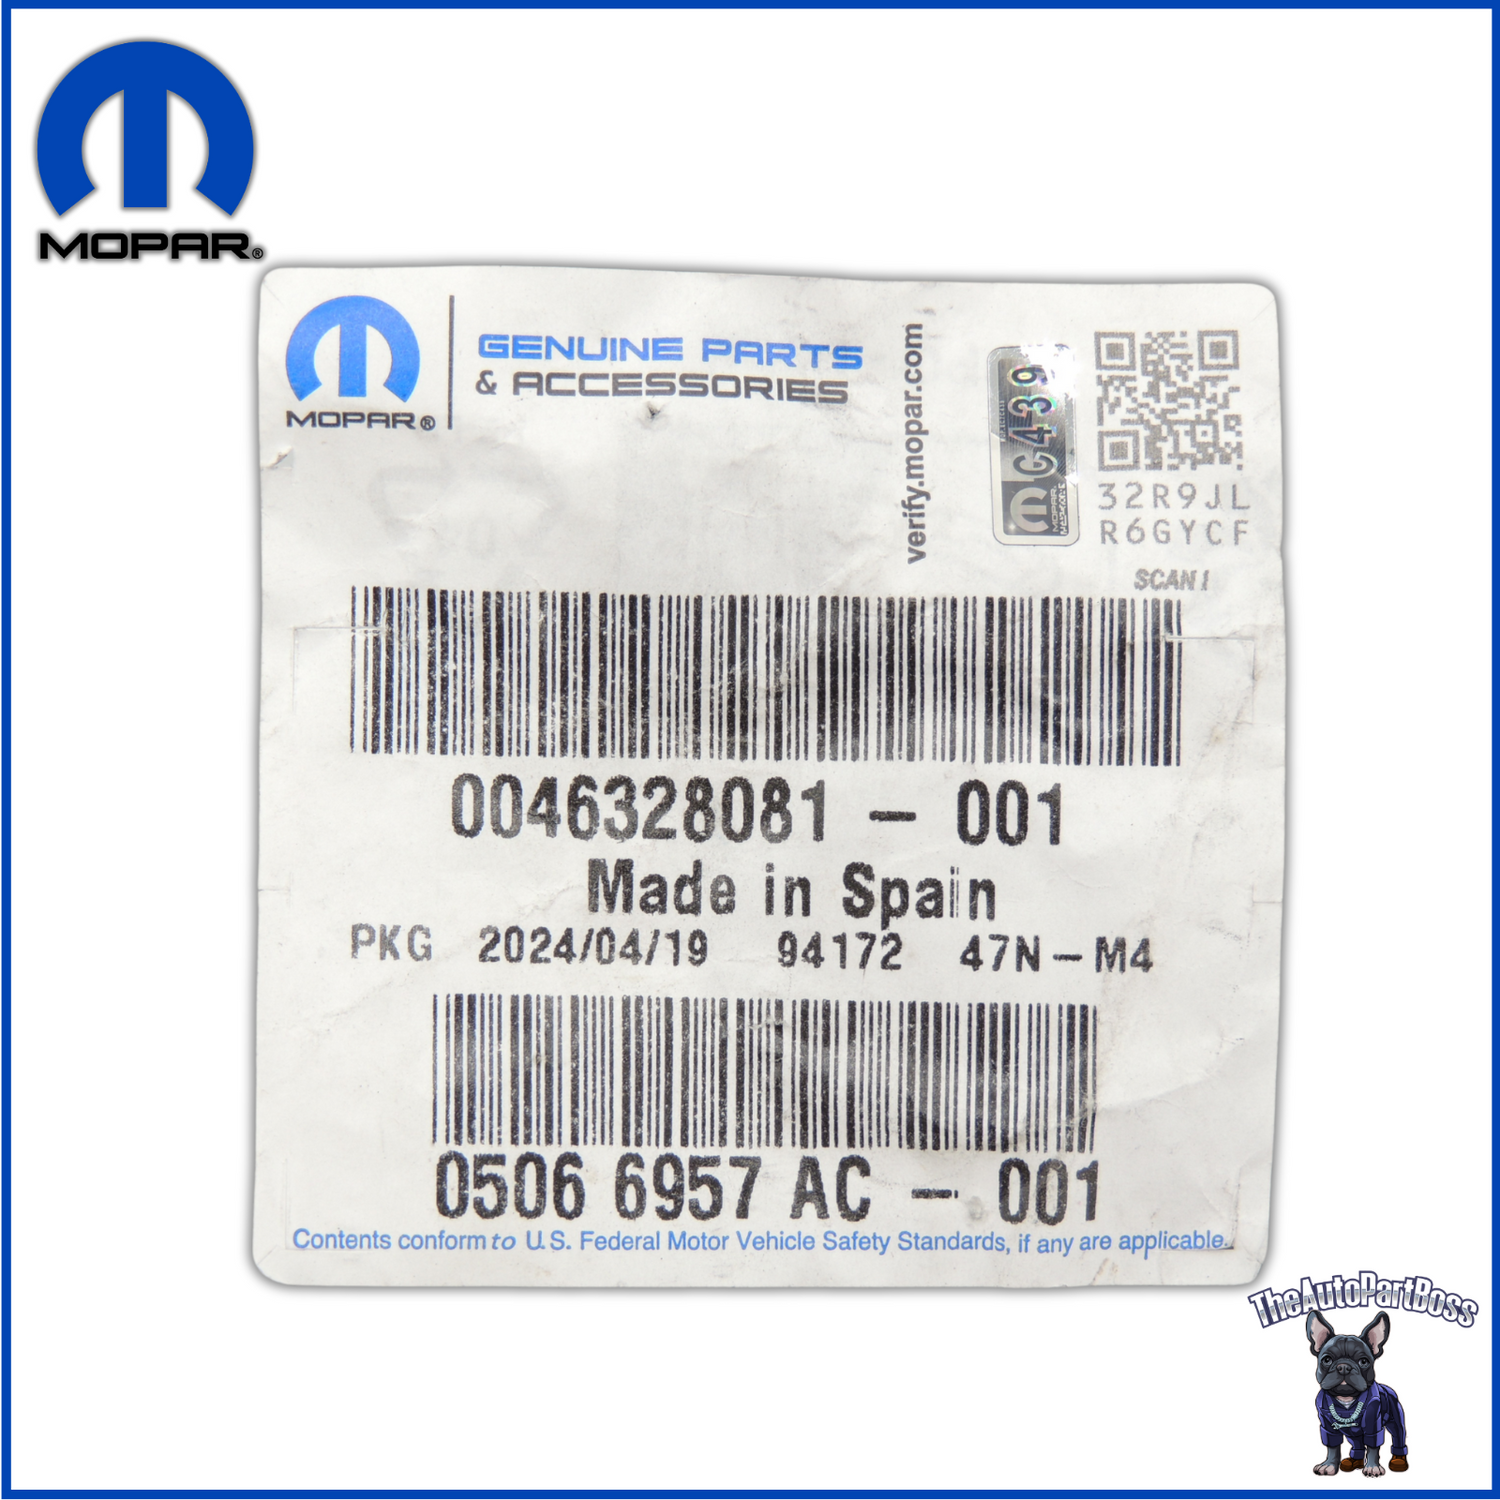 MOPAR®
MOPAR®
GENUINE PARTS
& ACCESSORIES
verify.mopar.com
MOPAR
C439
32R9JL
R6GYCF
SCAN!
0046328081 - 001
Made in Spain
PKG 2024/04/19 94172 47N-M4
0506 6957 AC - 001
Contents conform to U.S. Federal Motor Vehicle Safety Standards, if any are applicable.
TheAutoPartBoss